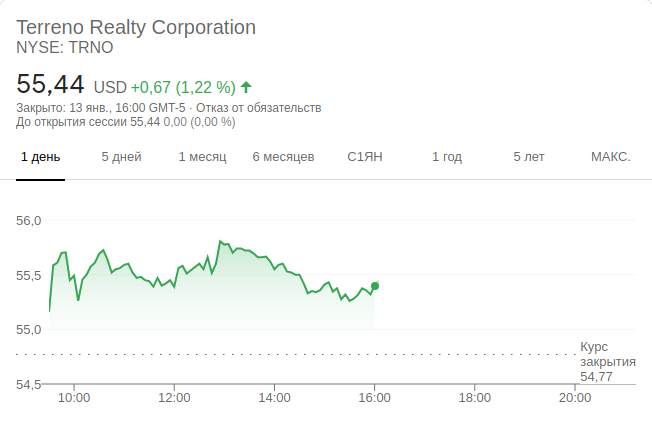 Terreno Realty Corporation
NYSE: TRNO
55,44 USD +0,67 (1,22 %)
Закрыто: 13 янв., 16:00 GMT-5 · Отказ от обязательств
До открытия сессии 55,44 0,00 (0,00 %)
1 день 5 дней 1 месяц 6 месяцев С1ЯН 1 год 5 лет МАКС.
56,0
55,5
55,0
Курс
закрытия
54,77
54,5
10:00 12:00 14:00 16:00 18:00 20:00